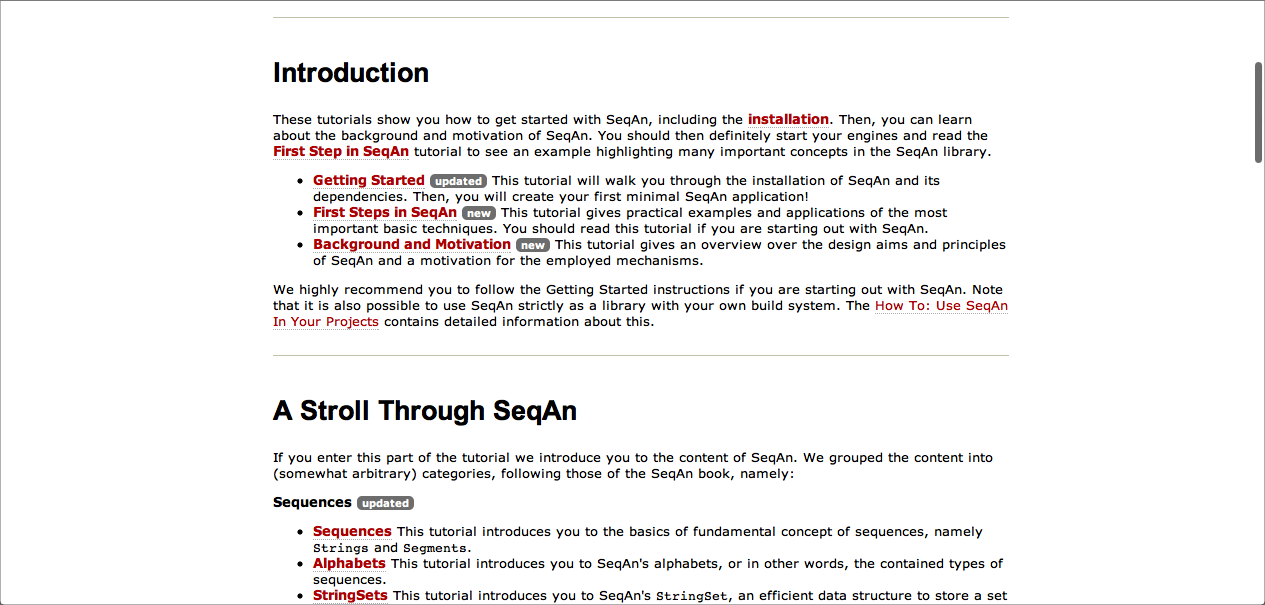 Introduction
These tutorials show you how to get started with SeqAn, including the installation. Then, you can learn
about the background and motivation of SeqAn. You should then definitely start your engines and read the
First Step in SeqAn tutorial to see an example highlighting many important concepts in the SeqAn library.
• Getting Started updated This tutorial will walk you through the installation of SeqAn and its
dependencies. Then, you will create your first minimal SeqAn application!
• First Steps in SeqAn new This tutorial gives practical examples and applications of the most
important basic techniques. You should read this tutorial if you are starting out with SeqAn.
• Background and Motivation new This tutorial gives an overview over the design aims and principles
of SeqAn and a motivation for the employed mechanisms.
We highly recommend you to follow the Getting Started instructions if you are starting out with SeqAn. Note
that it is also possible to use SeqAn strictly as a library with your own build system. The How To: Use SeqAn
In Your Projects contains detailed information about this.
A Stroll Through SeqAn
If you enter this part of the tutorial we introduce you to the content of SeqAn. We grouped the content into
(somewhat arbitrary) categories, following those of the SeqAn book, namely:
Sequences updated
• Sequences This tutorial introduces you to the basics of fundamental concept of sequences, namely
Strings and Segments.
• Alphabets This tutorial introduces you to SeqAn's alphabets, or in other words, the contained types of
sequences.
• StringSets This tutorial introduces you to SeqAn's StringSet, an efficient data structure to store a set